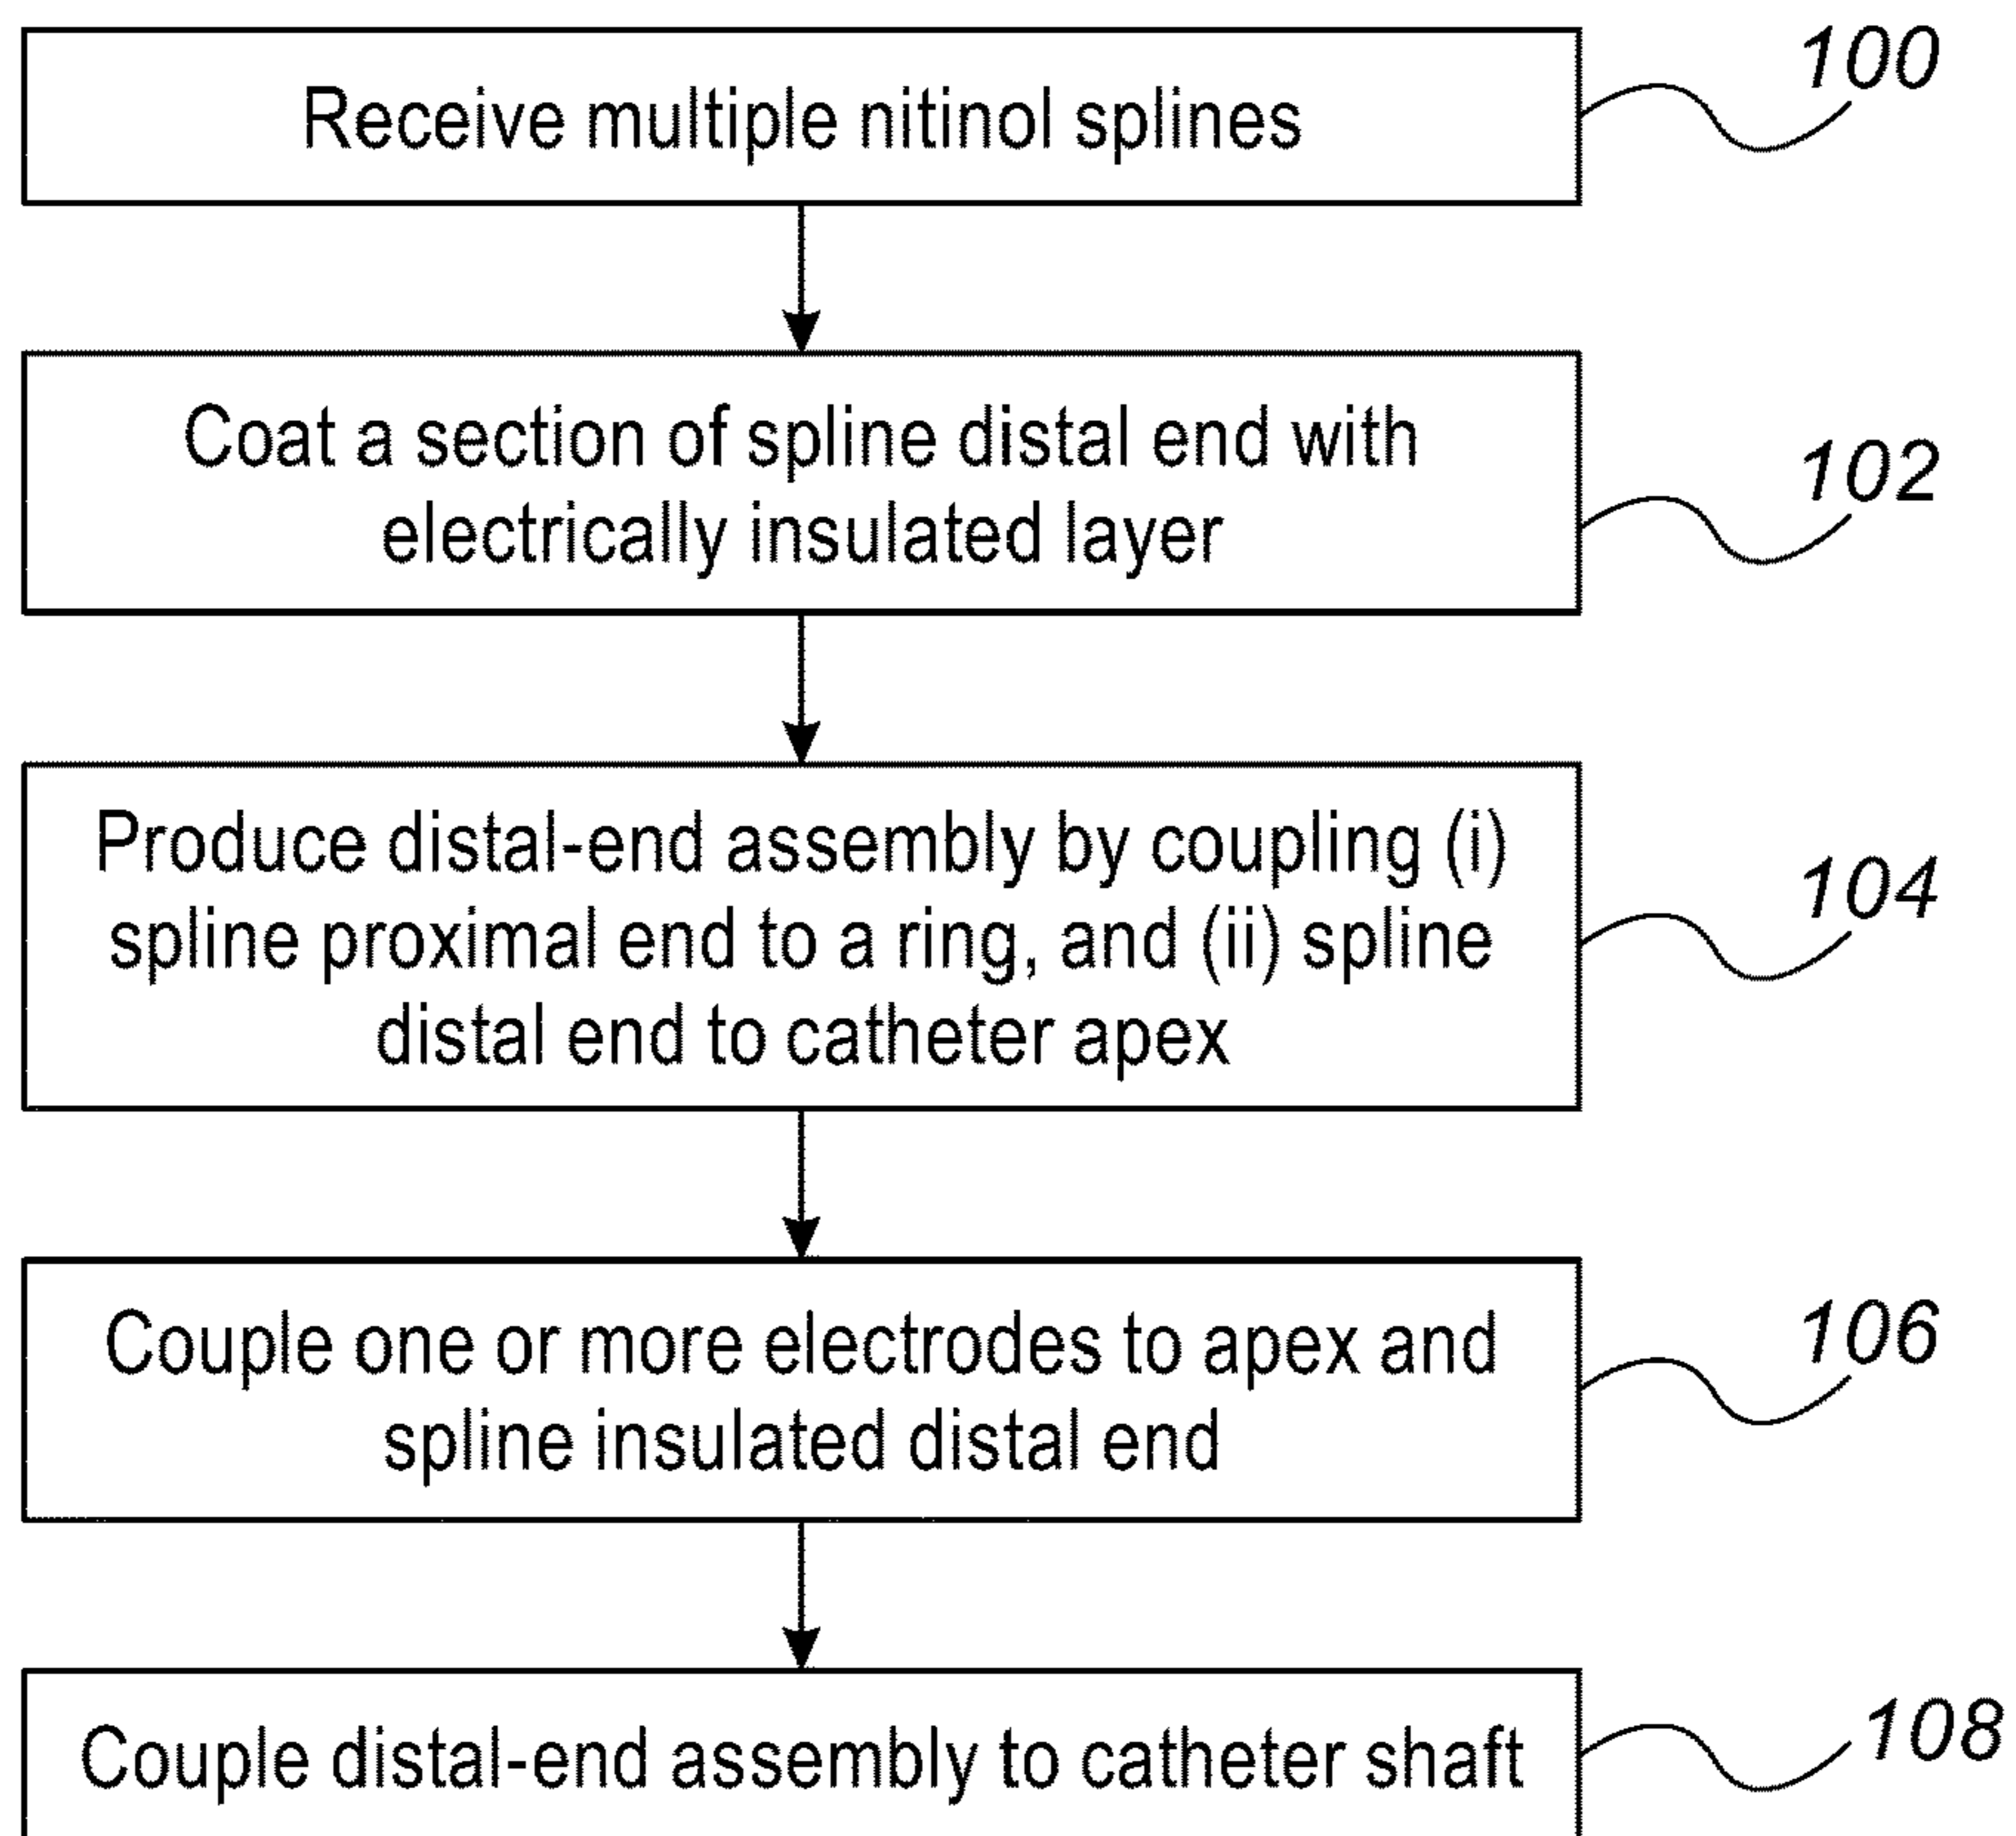 Receive multiple nitinol splines
100
Coat a section of spline distal end with
electrically insulated layer
102
Produce distal-end assembly by coupling (i)
spline proximal end to a ring, and (ii) spline
distal end to catheter apex
104
Couple one or more electrodes to apex and
spline insulated distal end
106
Couple distal-end assembly to catheter shaft
108